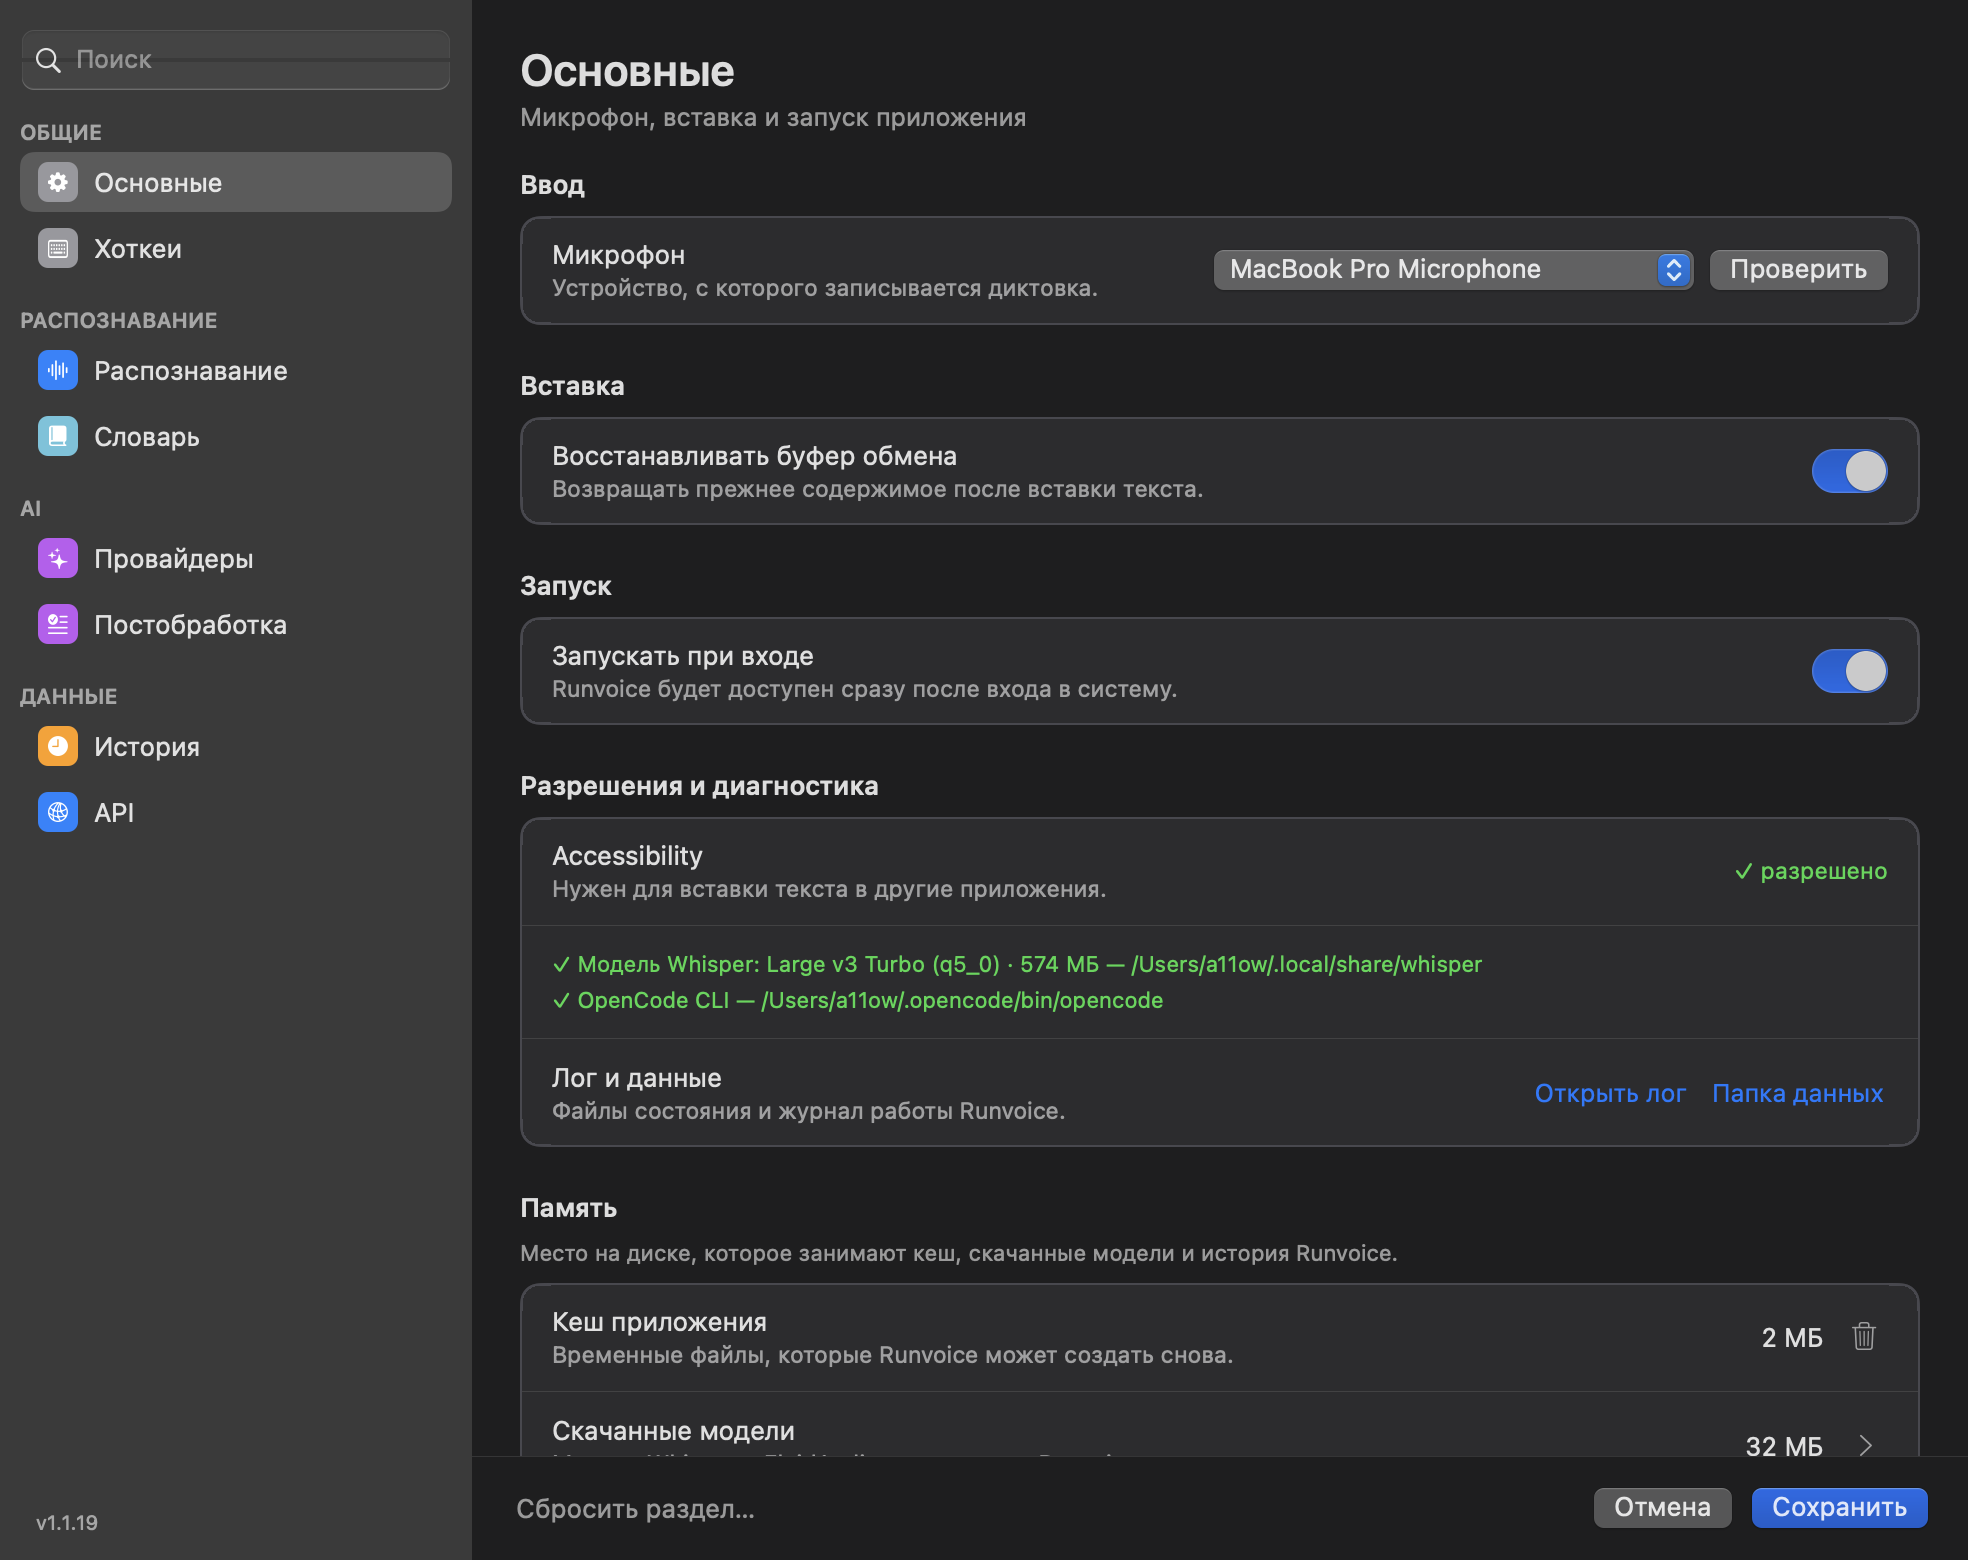 Поиск
ОБЩИЕ
Основные
Хоткеи
РАСПОЗНАВАНИЕ
Распознавание
Словарь
AI
Провайдеры
Постобработка
ДАННЫЕ
История
API
v1.1.19
Основные
Микрофон, вставка и запуск приложения
Ввод
Микрофон
Устройство, с которого записывается диктовка.
MacBook Pro Microphone
Проверить
Вставка
Восстанавливать буфер обмена
Возвращать прежнее содержимое после вставки текста.
Запуск
Запускать при входе
Runvoice будет доступен сразу после входа в систему.
Разрешения и диагностика
Accessibility
Нужен для вставки текста в другие приложения.
✓ разрешено
✓ Модель Whisper: Large v3 Turbo (q5_0) · 574 МБ — /Users/a11ow/.local/share/whisper
✓ OpenCode CLI — /Users/a11ow/.opencode/bin/opencode
Лог и данные
Файлы состояния и журнал работы Runvoice.
Открыть лог
Папка данных
Память
Место на диске, которое занимают кеш, скачанные модели и история Runvoice.
Кеш приложения
Временные файлы, которые Runvoice может создать снова.
2 МБ
Скачанные модели
32 МБ
Сбросить раздел...
Отмена
Сохранить